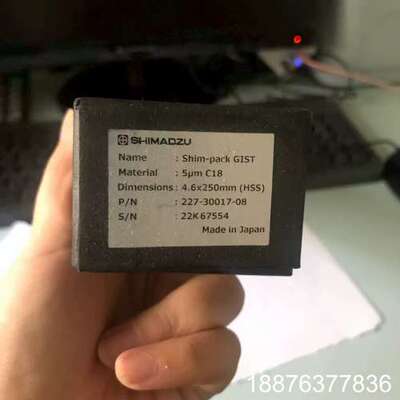 SHIMADZU
Name : Shim-pack GIST
Material : 5μm C18
Dimensions : 4.6x250mm (HSS)
P/N : 227-30017-08
S/N : 22K67554
Made in Japan
18876377836